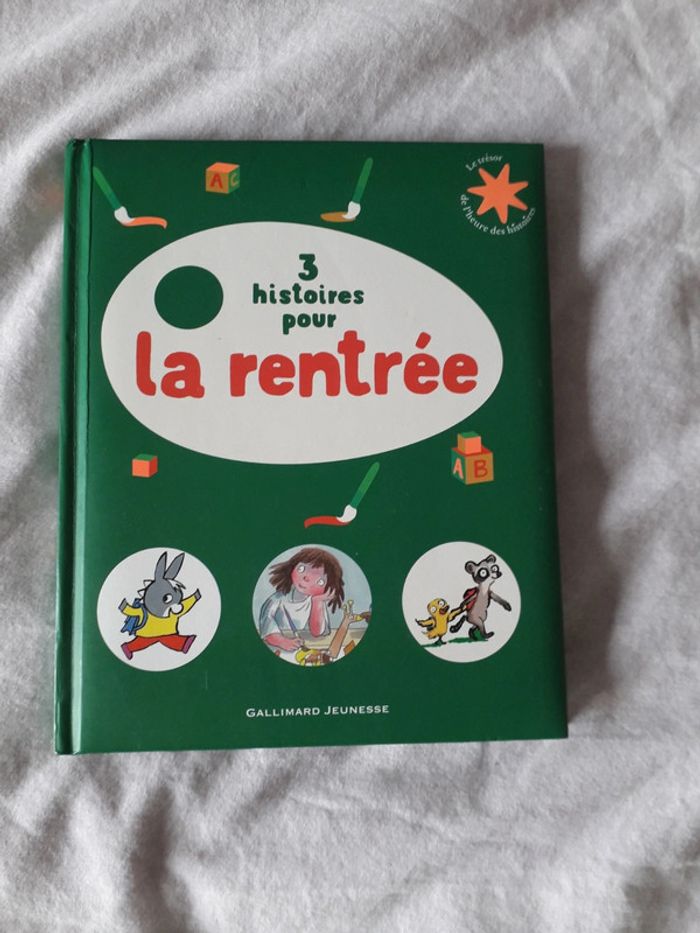 Le trésor
de l'heure des histoires
A C
3
histoires
pour
la rentrée
A B
GALLIMARD JEUNESSE